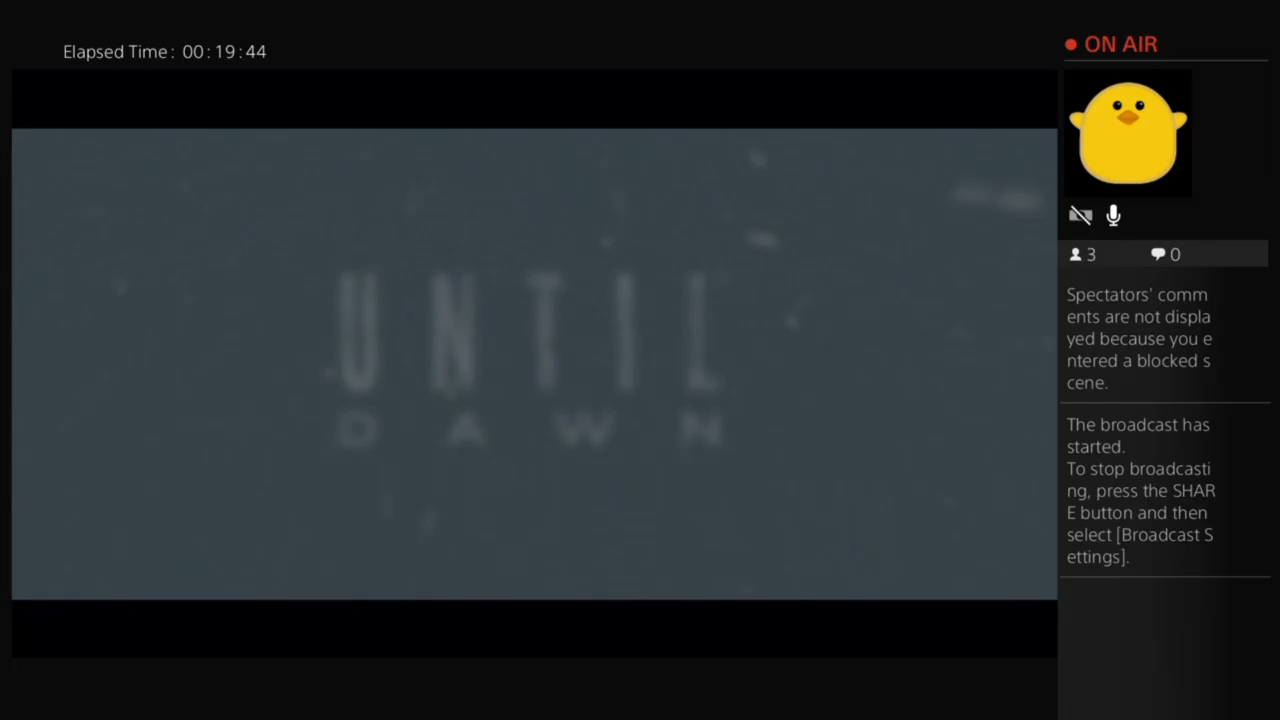 Elapsed Time: 00:19:44
ON AIR
UNTIL
DAWN
3
0
Spectators' comm
ents are not displa
yed because you e
ntered a blocked s
cene.
The broadcast has
started.
To stop broadcasti
ng, press the SHAR
E button and then
select [Broadcast S
ettings].